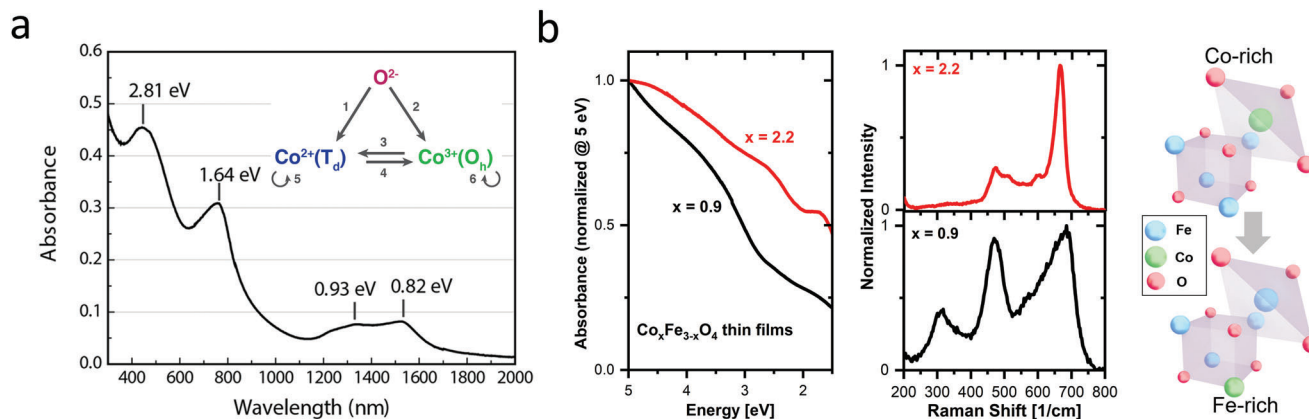 a
0.6
0.5
0.4
0.3
0.2
0.1
0.0
Absorbance
2.81 eV
1.64 eV
0.93 eV
0.82 eV
O2-
1
2
Co2+(Td)
3
4
Co3+(Oh)
5
6
400
600
800
1000
1200
1400
1600
1800
2000
Wavelength (nm)
b
1.0
0.5
0.0
Absorbance (normalized @ 5 eV)
x = 2.2
x = 0.9
CoxFe3-xO4 thin films
5
4
3
2
Energy [eV]
Normalized Intensity
1
x = 2.2
0
1
x = 0.9
0
200
300
400
500
600
700
800
Raman Shift [1/cm]
Co-rich
Fe
Co
O
Fe-rich